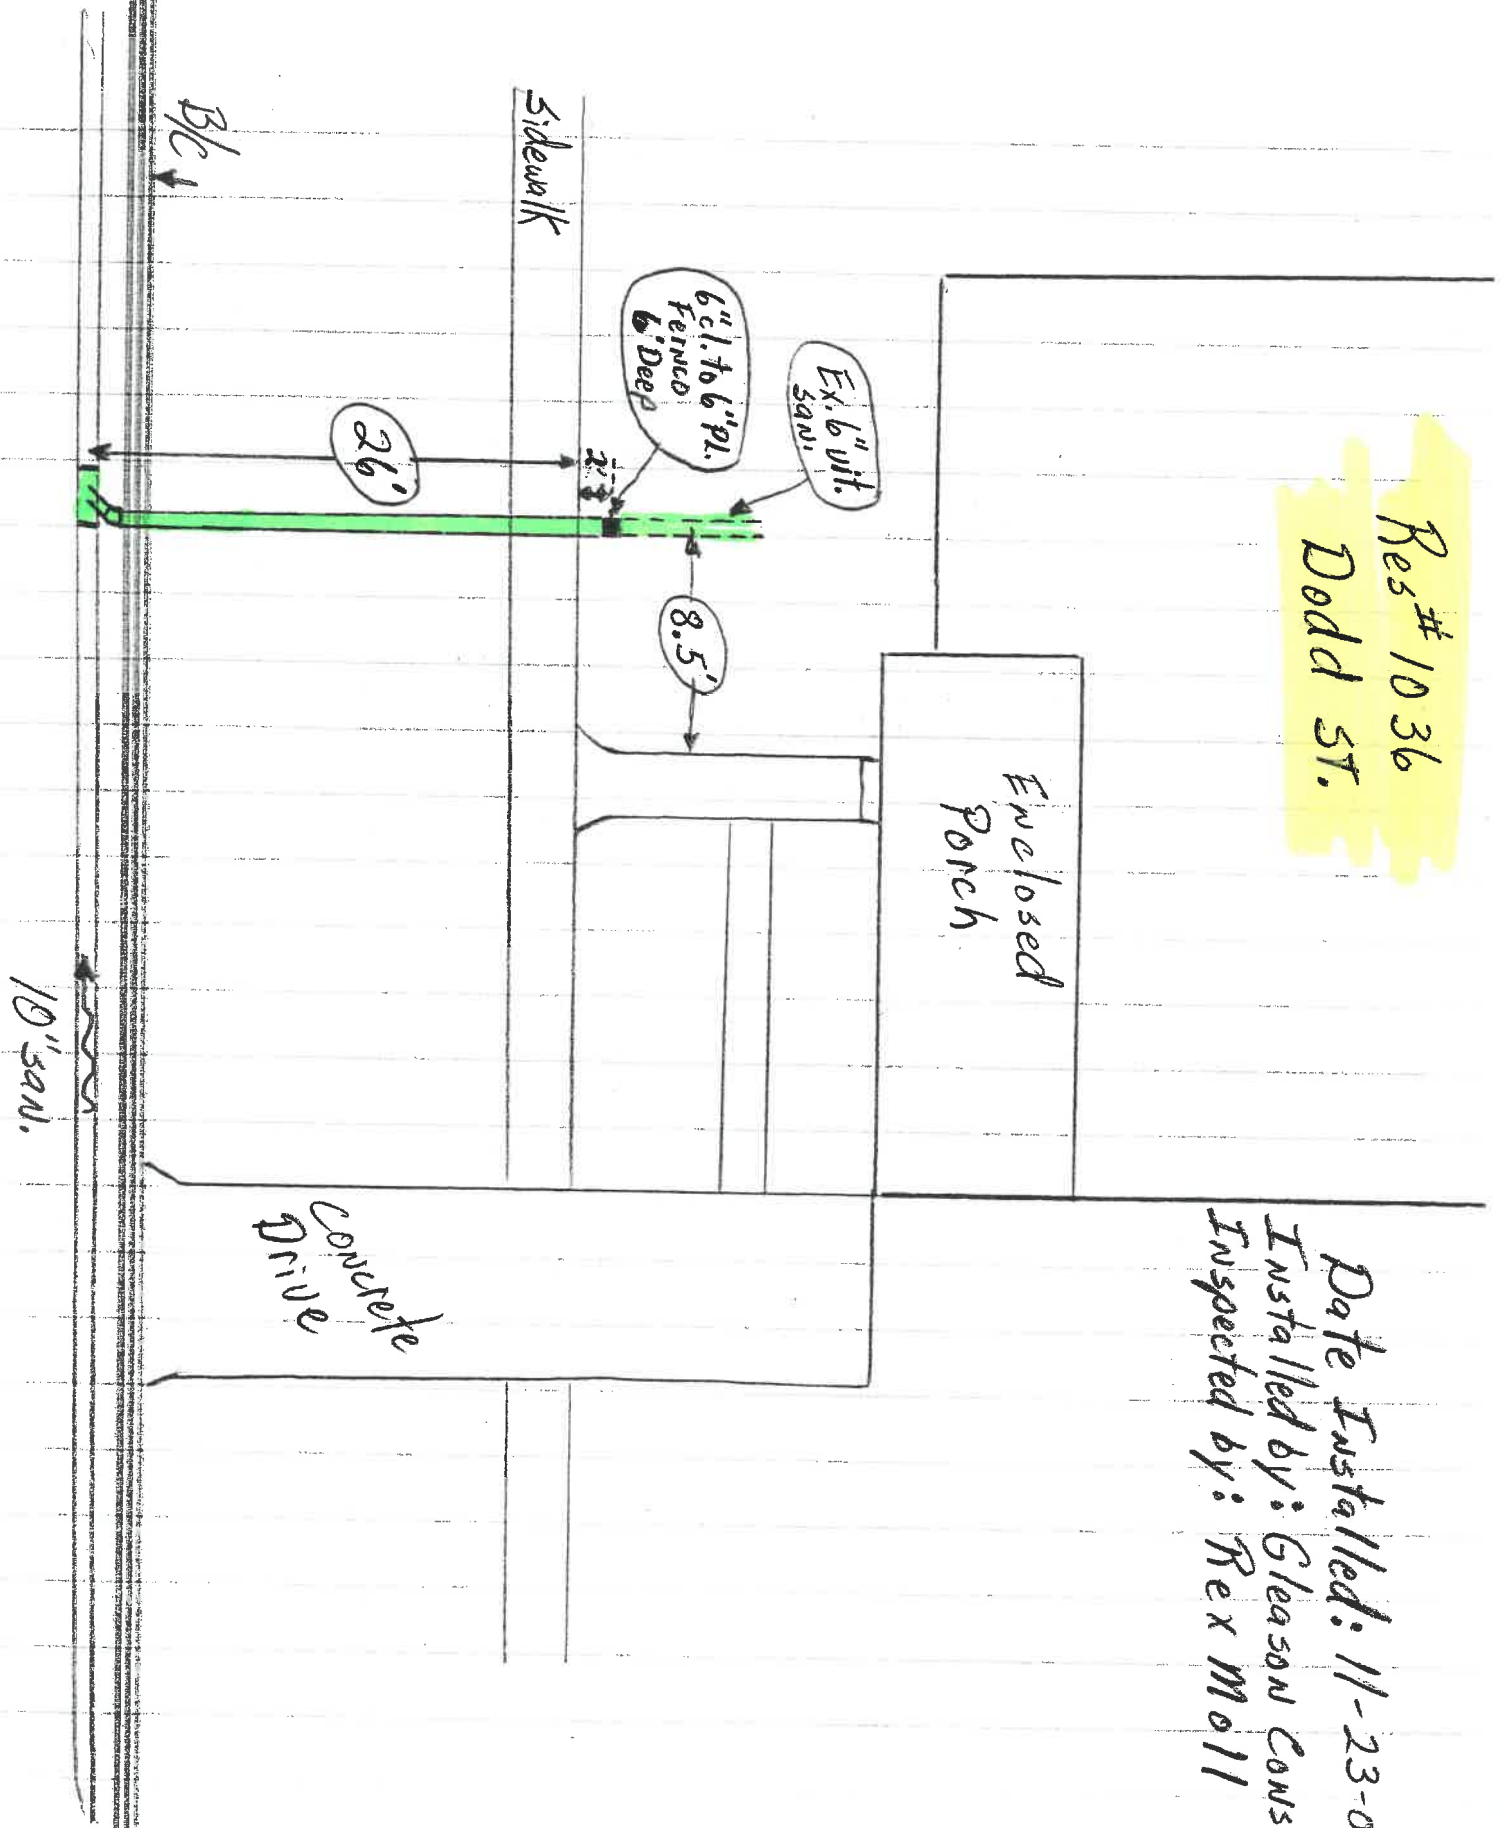 Res# 1036
Dodd ST.
Date Installed: 11-23-0
Installed by: Gleason Cons
Inspected by: Rex Moll
Enclosed
Porch
Ex. 6" vit.
sani
6" cl. to 6" PL.
Fernco
6' Deep
2'
8.5'
26'
Sidewalk
B/C
Concrete
Drive
10" san.